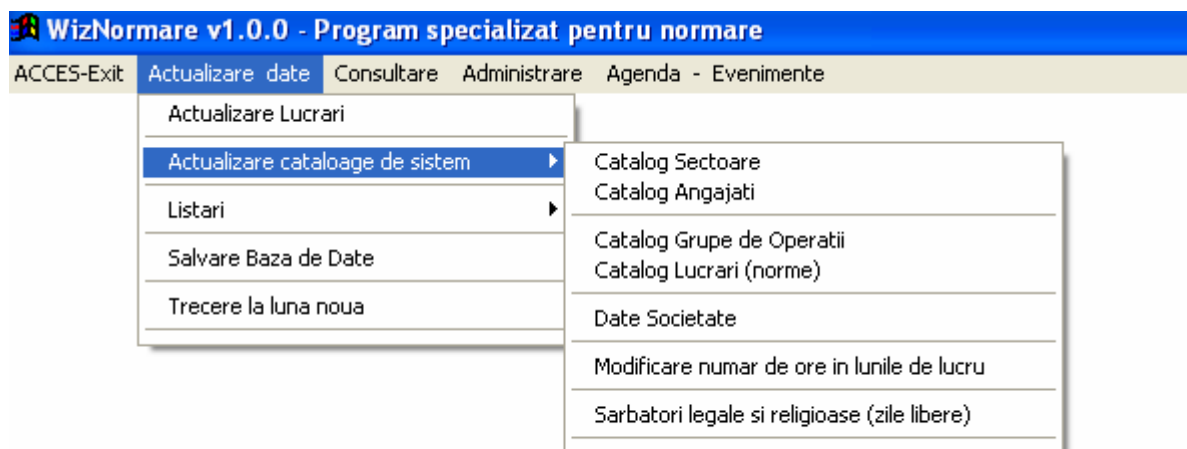 WizNormare v1.0.0 - Program specializat pentru normare
ACCES-Exit Actualizare date Consultare Administrare Agenda - Evenimente
Actualizare Lucrari
Actualizare cataloage de sistem
Listari
Salvare Baza de Date
Trecere la luna noua
Catalog Sectoare
Catalog Angajati
Catalog Grupe de Operatii
Catalog Lucrari (norme)
Date Societate
Modificare numar de ore in lunile de lucru
Sarbatori legale si religioase (zile libere)